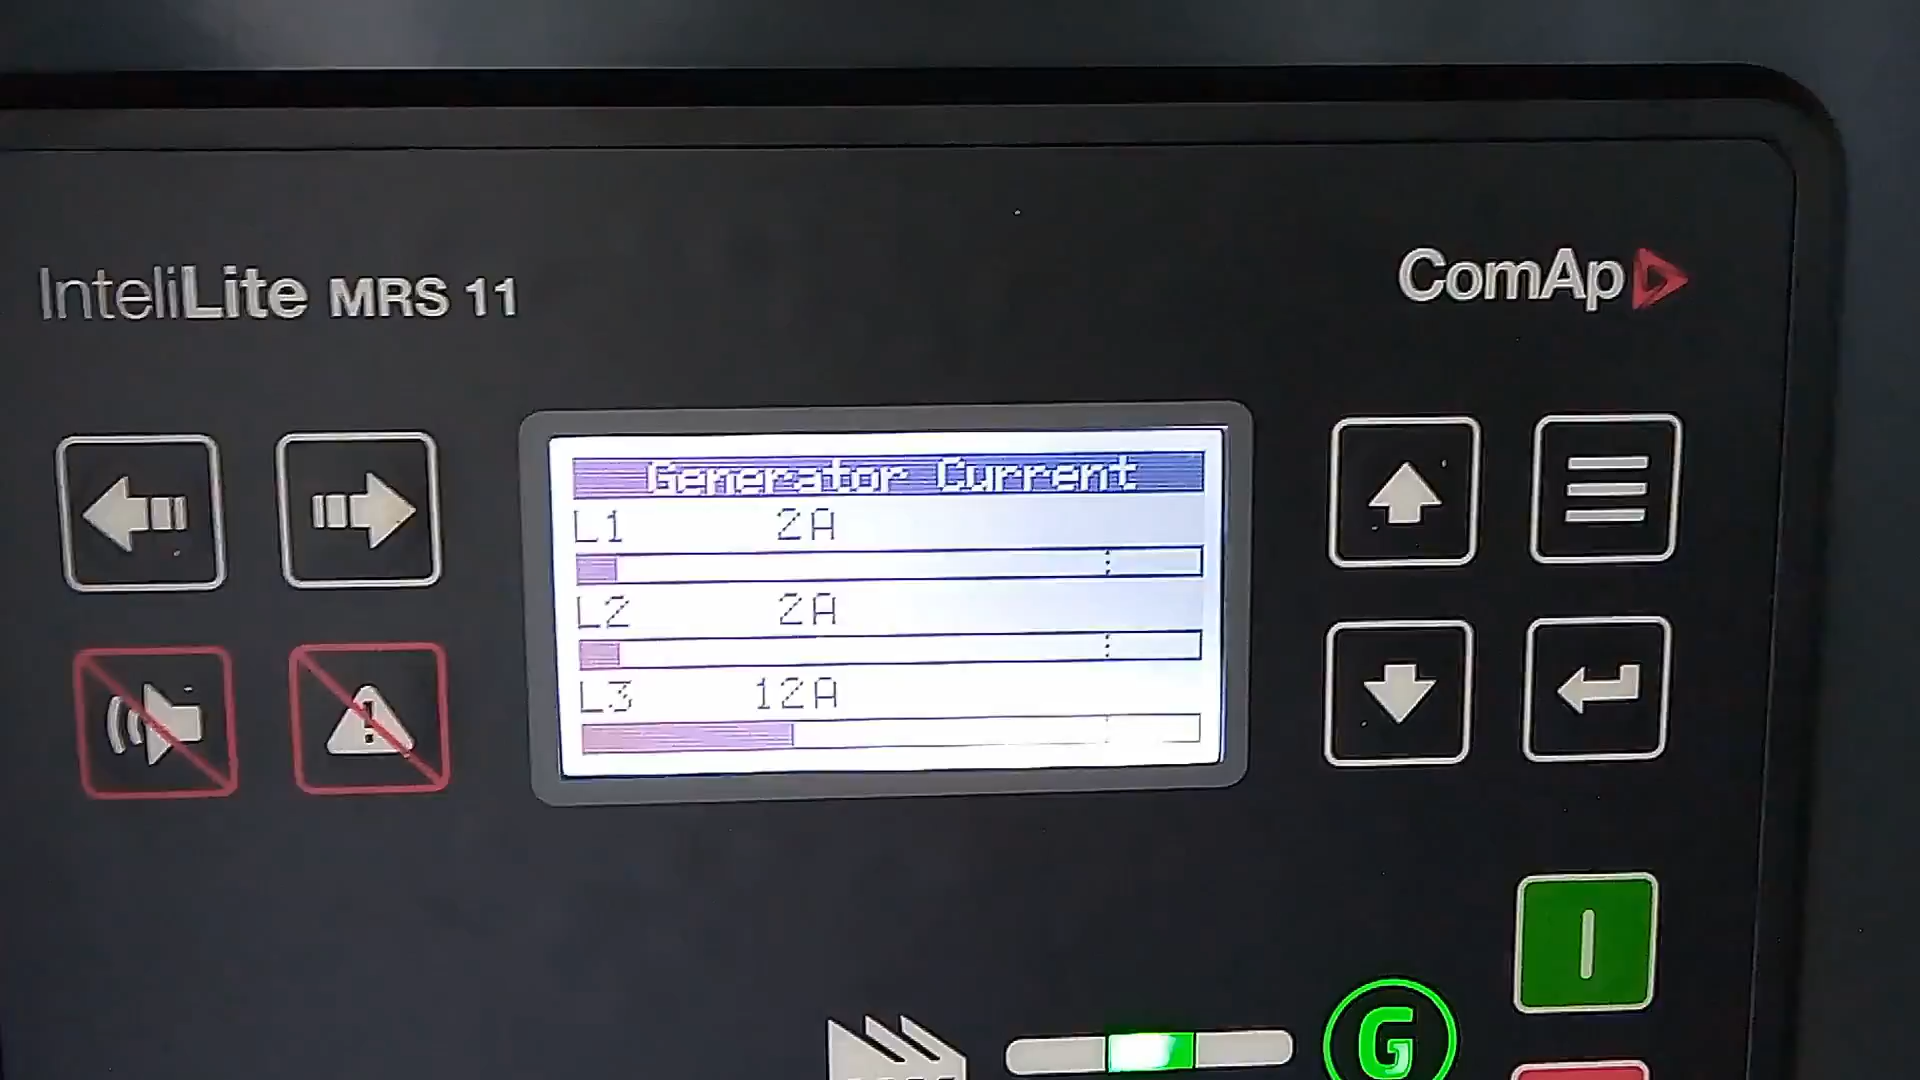 InteliLite MRS 11
ComAp
Generator Current
L1 2A
L2 2A
L3 12A
I
G